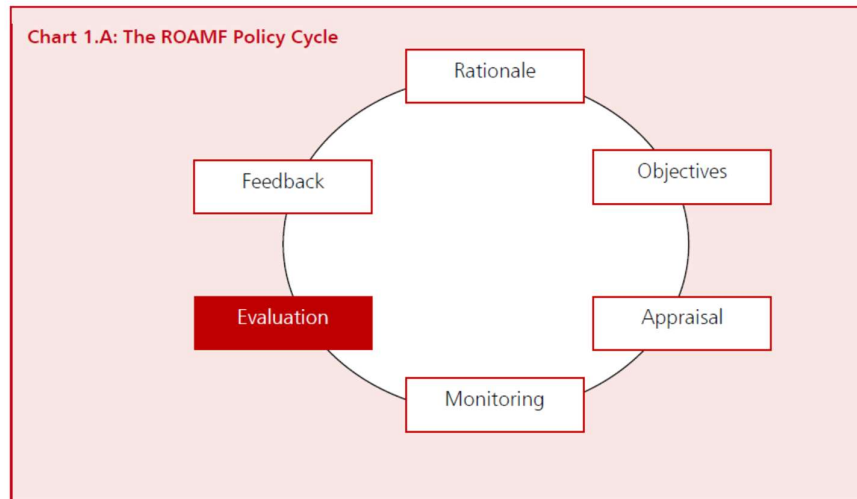 Chart 1.A: The ROAMF Policy Cycle
Rationale
Objectives
Appraisal
Monitoring
Evaluation
Feedback